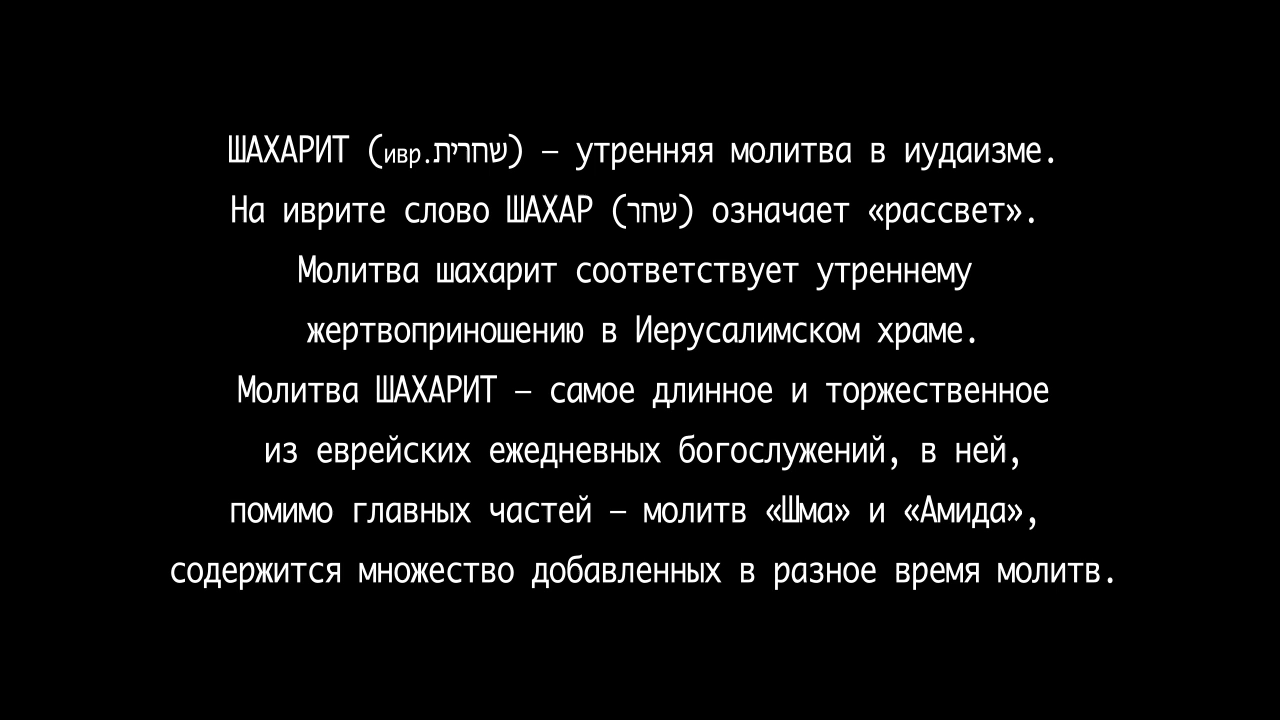 ШАХАРИТ (ивр.שחרית) – утренняя молитва в иудаизме.
На иврите слово ШАХАР (שחר) означает «рассвет».
Молитва шахарит соответствует утреннему
жертвоприношению в Иерусалимском храме.
Молитва ШАХАРИТ – самое длинное и торжественное
из еврейских ежедневных богослужений, в ней,
помимо главных частей – молитв «Шма» и «Амида»,
содержится множество добавленных в разное время молитв.